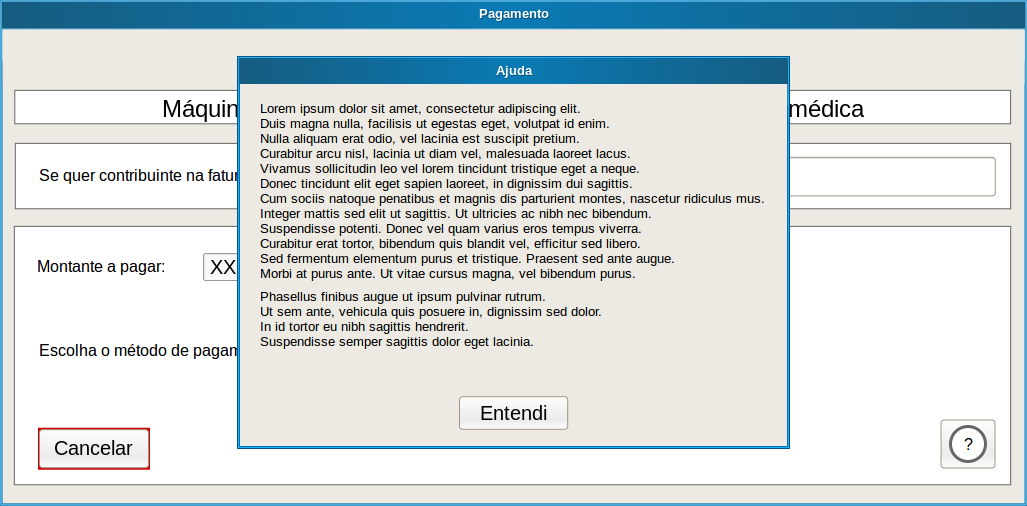 Pagamento
Ajuda
Máquin
médica
Lorem ipsum dolor sit amet, consectetur adipiscing elit.
Duis magna nulla, facilisis ut egestas eget, volutpat id enim.
Nulla aliquam erat odio, vel lacinia est suscipit pretium.
Curabitur arcu nisl, lacinia ut diam vel, malesuada laoreet lacus.
Vivamus sollicitudin leo vel lorem tincidunt tristique eget a neque.
Donec tincidunt elit eget sapien laoreet, in dignissim dui sagittis.
Cum sociis natoque penatibus et magnis dis parturient montes, nascetur ridiculus mus.
Integer mattis sed elit ut sagittis. Ut ultricies ac nibh nec bibendum.
Suspendisse potenti. Donec vel quam varius eros tempus viverra.
Curabitur erat tortor, bibendum quis blandit vel, efficitur sed libero.
Sed fermentum elementum purus et tristique. Praesent sed ante augue.
Morbi at purus ante. Ut vitae cursus magna, vel bibendum purus.
Phasellus finibus augue ut ipsum pulvinar rutrum.
Ut sem ante, vehicula quis posuere in, dignissim sed dolor.
In id tortor eu nibh sagittis hendrerit.
Suspendisse semper sagittis dolor eget lacinia.
Entendi
Se quer contribuinte na fatur
Montante a pagar: XX
Escolha o método de pagam
Cancelar
?